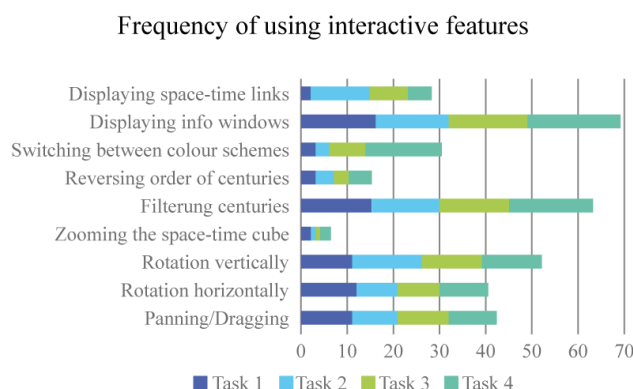 Frequency of using interactive features
Displaying space-time links
Displaying info windows
Switching between colour schemes
Reversing order of centuries
Filterung centuries
Zooming the space-time cube
Rotation vertically
Rotation horizontally
Panning/Dragging
0 10 20 30 40 50 60 70
Task 1 Task 2 Task 3 Task 4